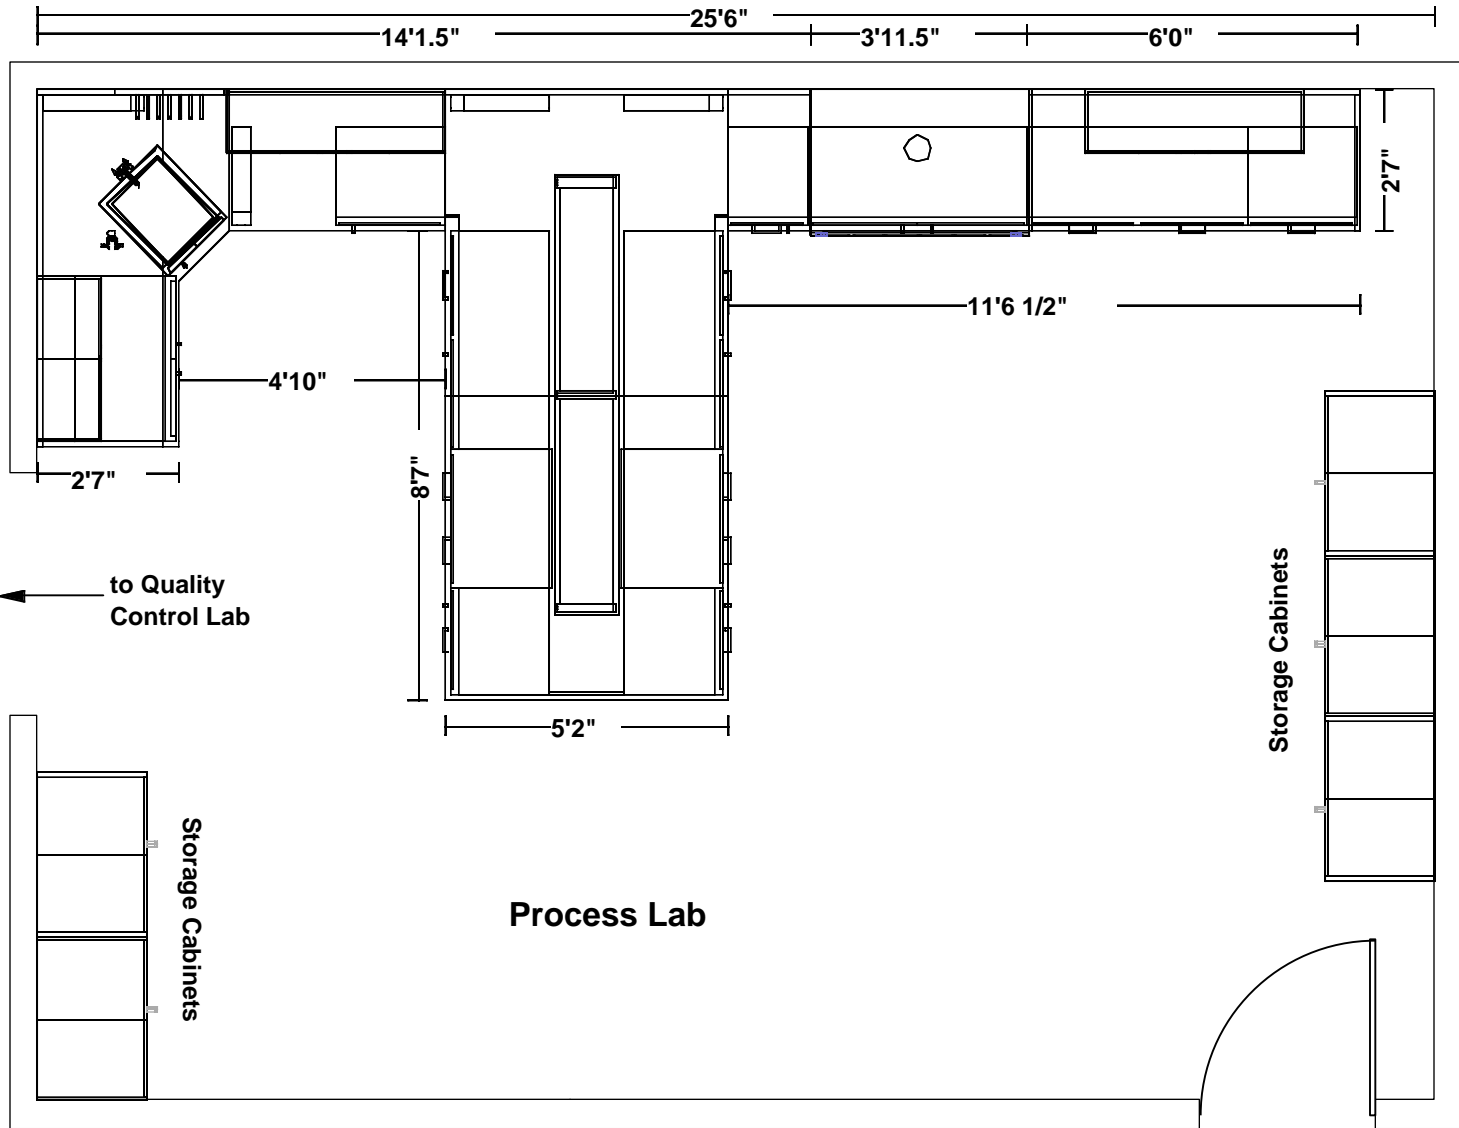 25'6"
14'1.5"
3'11.5"
6'0"
2'7"
11'6 1/2"
4'10"
2'7"
8'7"
to Quality
Control Lab
5'2"
Storage Cabinets
Storage Cabinets
Process Lab